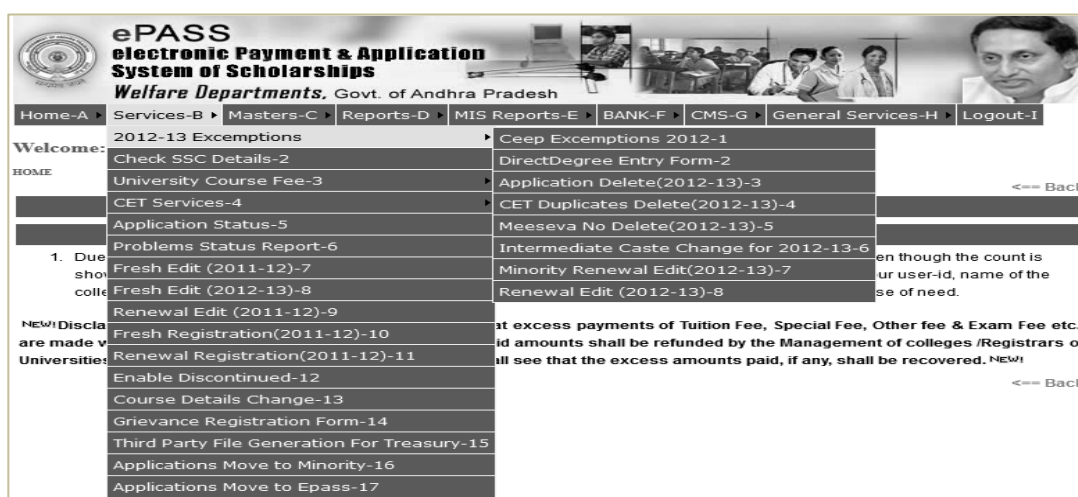 ePASS
electronic Payment & Application
System of Scholarships
Welfare Departments, Govt. of Andhra Pradesh
Home-A Services-B Masters-C Reports-D MIS Reports-E BANK-F CMS-G General Services-H Logout-I
Welcome:
HOME
2012-13 Excemptions
Check SSC Details-2
University Course Fee-3
CET Services-4
Application Status-5
Problems Status Report-6
Fresh Edit (2011-12)-7
Fresh Edit (2012-13)-8
Renewal Edit (2011-12)-9
Fresh Registration(2011-12)-10
Renewal Registration(2011-12)-11
Enable Discontinued-12
Course Details Change-13
Grievance Registration Form-14
Third Party File Generation For Treasury-15
Applications Move to Minority-16
Applications Move to Epass-17
Ceep Excemptions 2012-1
DirectDegree Entry Form-2
Application Delete(2012-13)-3
CET Duplicates Delete(2012-13)-4
Meeseva No Delete(2012-13)-5
Intermediate Caste Change for 2012-13-6
Minority Renewal Edit(2012-13)-7
Renewal Edit (2012-13)-8
<== Back
1. Due en though the count is
sho ur user-id, name of the
colle se of need.
NEW! Discla at excess payments of Tuition Fee, Special Fee, Other fee & Exam Fee etc.
are made v id amounts shall be refunded by the Management of colleges /Registrars o
Universities all see that the excess amounts paid, if any, shall be recovered. NEW!
<== Back